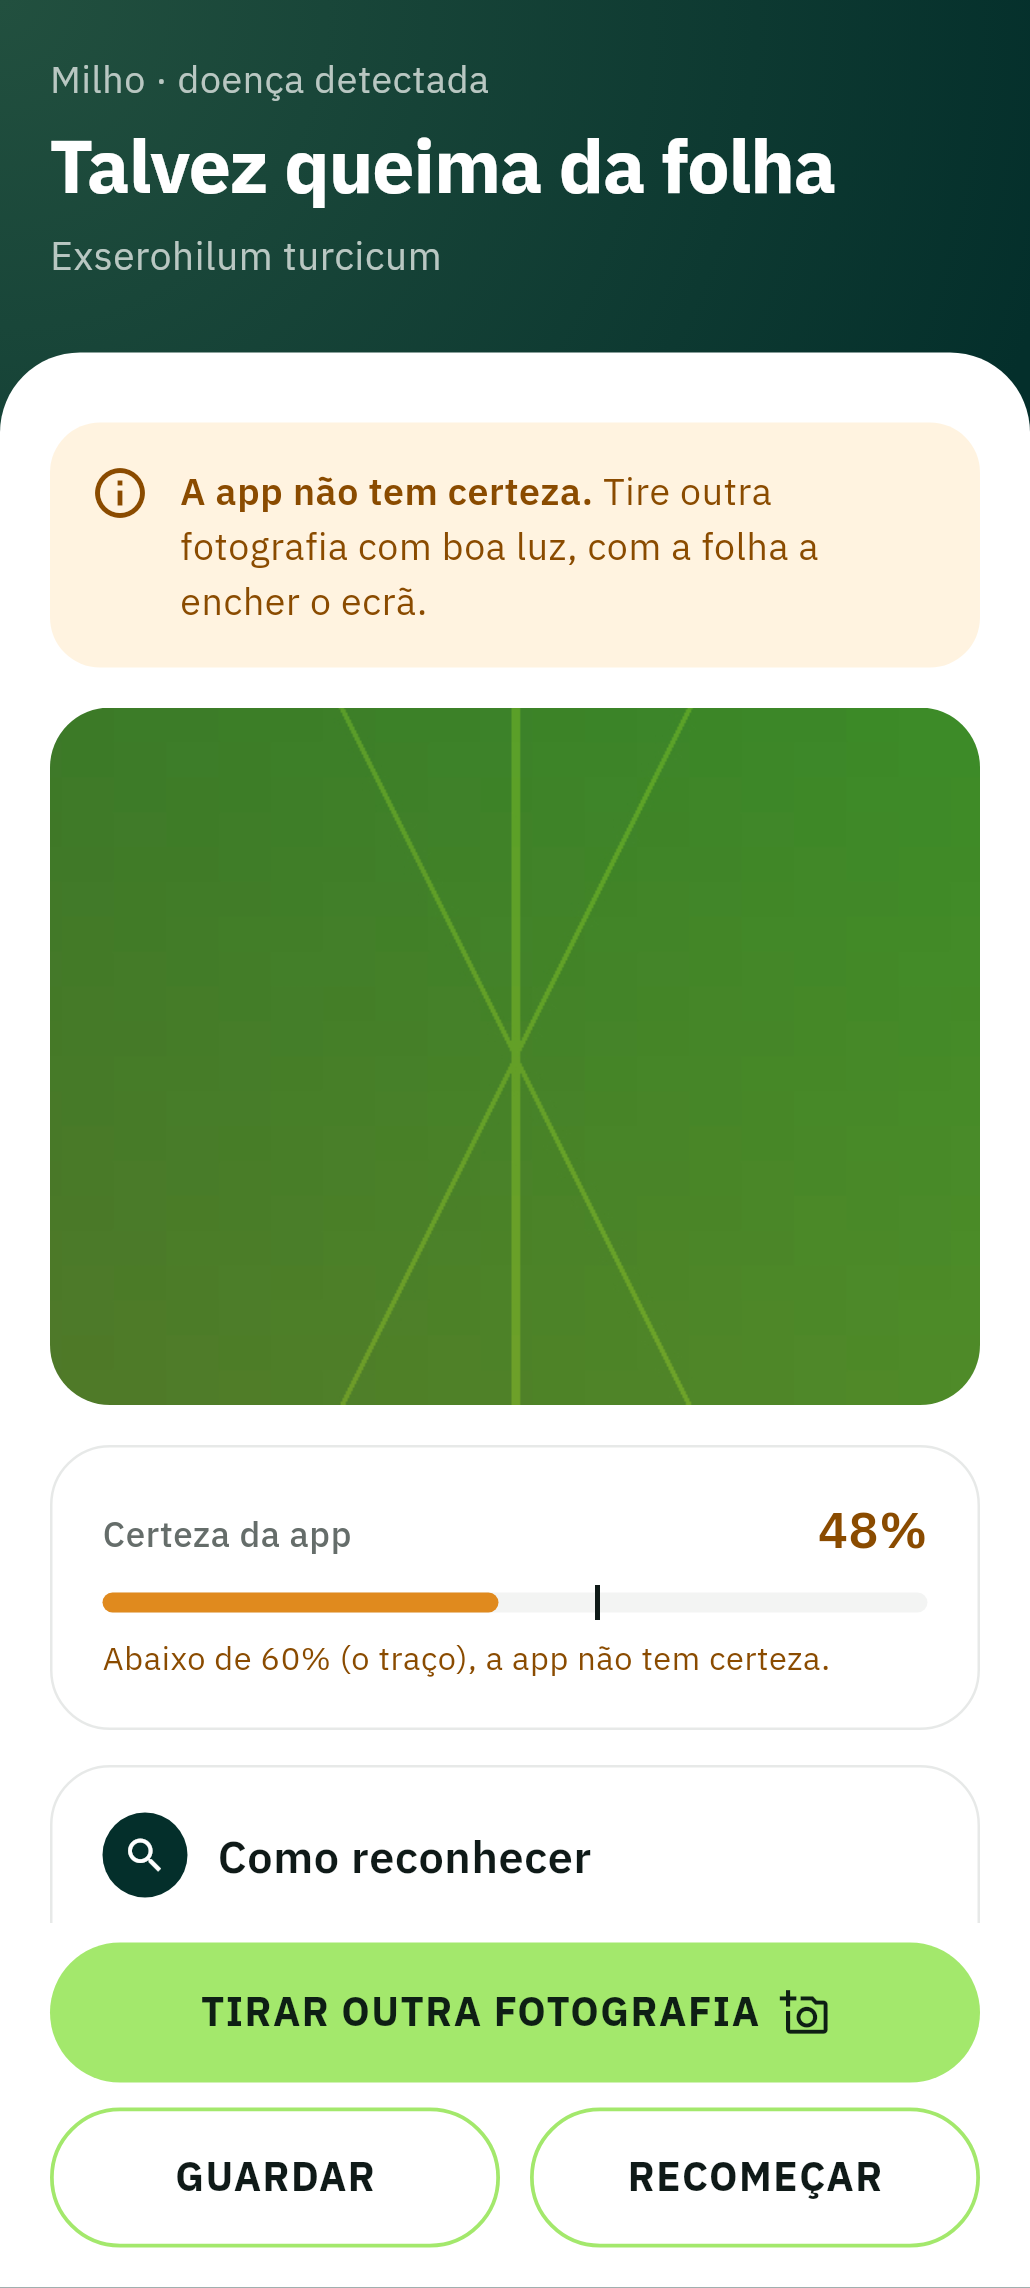 Milho · doença detectada
Talvez queima da folha
Exserohilum turcicum
A app não tem certeza. Tire outra
fotografia com boa luz, com a folha a
encher o ecrã.
Certeza da app 48%
Abaixo de 60% (o traço), a app não tem certeza.
Como reconhecer
TIRAR OUTRA FOTOGRAFIA
GUARDAR RECOMEÇAR